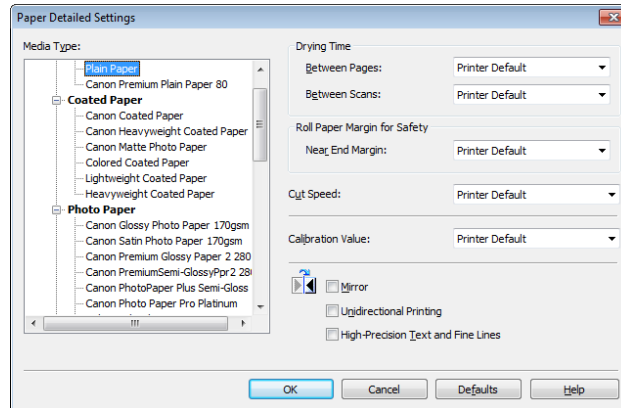 Paper Detailed Settings
Media Type:
Plain Paper
Canon Premium Plain Paper 80
Coated Paper
Canon Coated Paper
Canon Heavyweight Coated Paper
Canon Matte Photo Paper
Colored Coated Paper
Lightweight Coated Paper
Heavyweight Coated Paper
Photo Paper
Canon Glossy Photo Paper 170gsm
Canon Satin Photo Paper 170gsm
Canon Premium Glossy Paper 2 280
Canon PremiumSemi-GlossyPpr2 280
Canon PhotoPaper Plus Semi-Gloss
Canon Photo Paper Pro Platinum
Drying Time
Between Pages: Printer Default
Between Scans: Printer Default
Roll Paper Margin for Safety
Near End Margin: Printer Default
Cut Speed: Printer Default
Calibration Value: Printer Default
Mirror
Unidirectional Printing
High-Precision Text and Fine Lines
OK Cancel Defaults Help